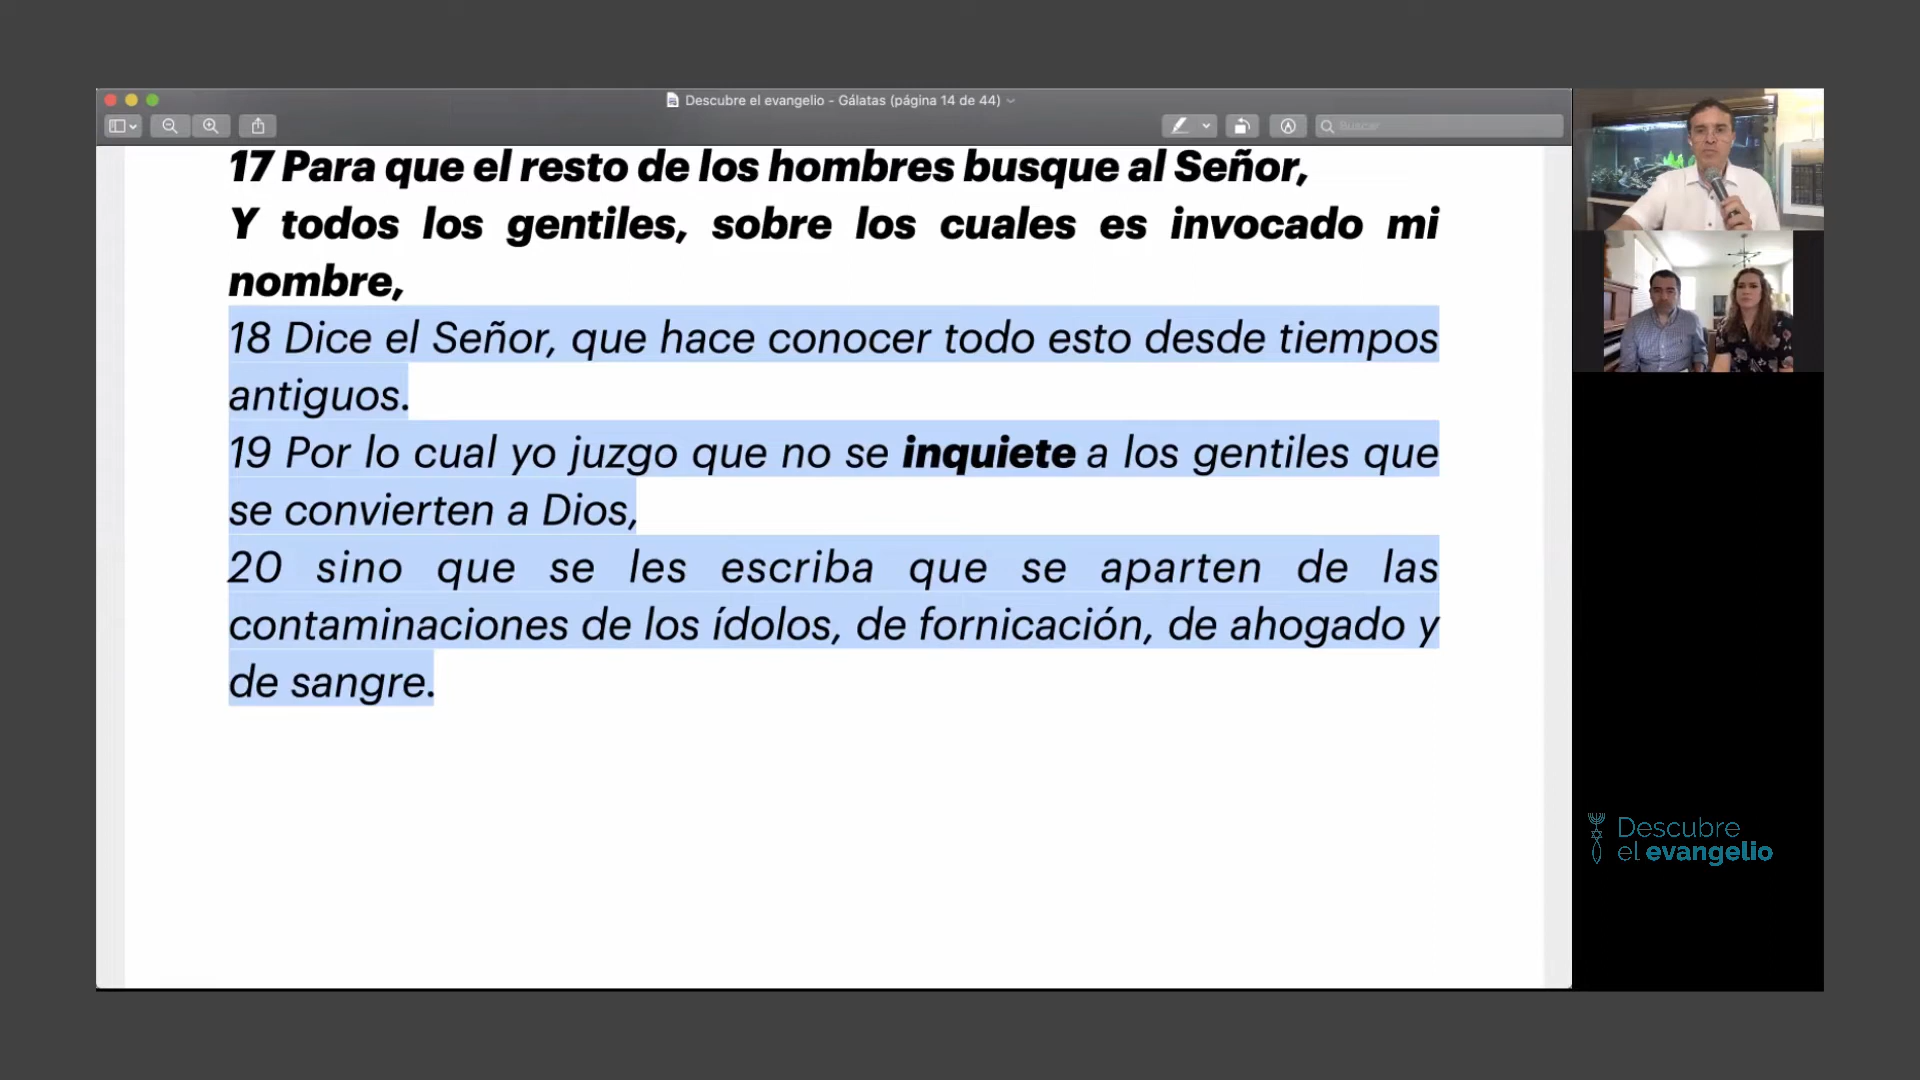 Descubre el evangelio - Gálatas (página 14 de 44)
Buscar
17 Para que el resto de los hombres busque al Señor,
Y todos los gentiles, sobre los cuales es invocado mi
nombre,
18 Dice el Señor, que hace conocer todo esto desde tiempos
antiguos.
19 Por lo cual yo juzgo que no se inquiete a los gentiles que
se convierten a Dios,
20 sino que se les escriba que se aparten de las
contaminaciones de los ídolos, de fornicación, de ahogado y
de sangre.
Descubre
el evangelio